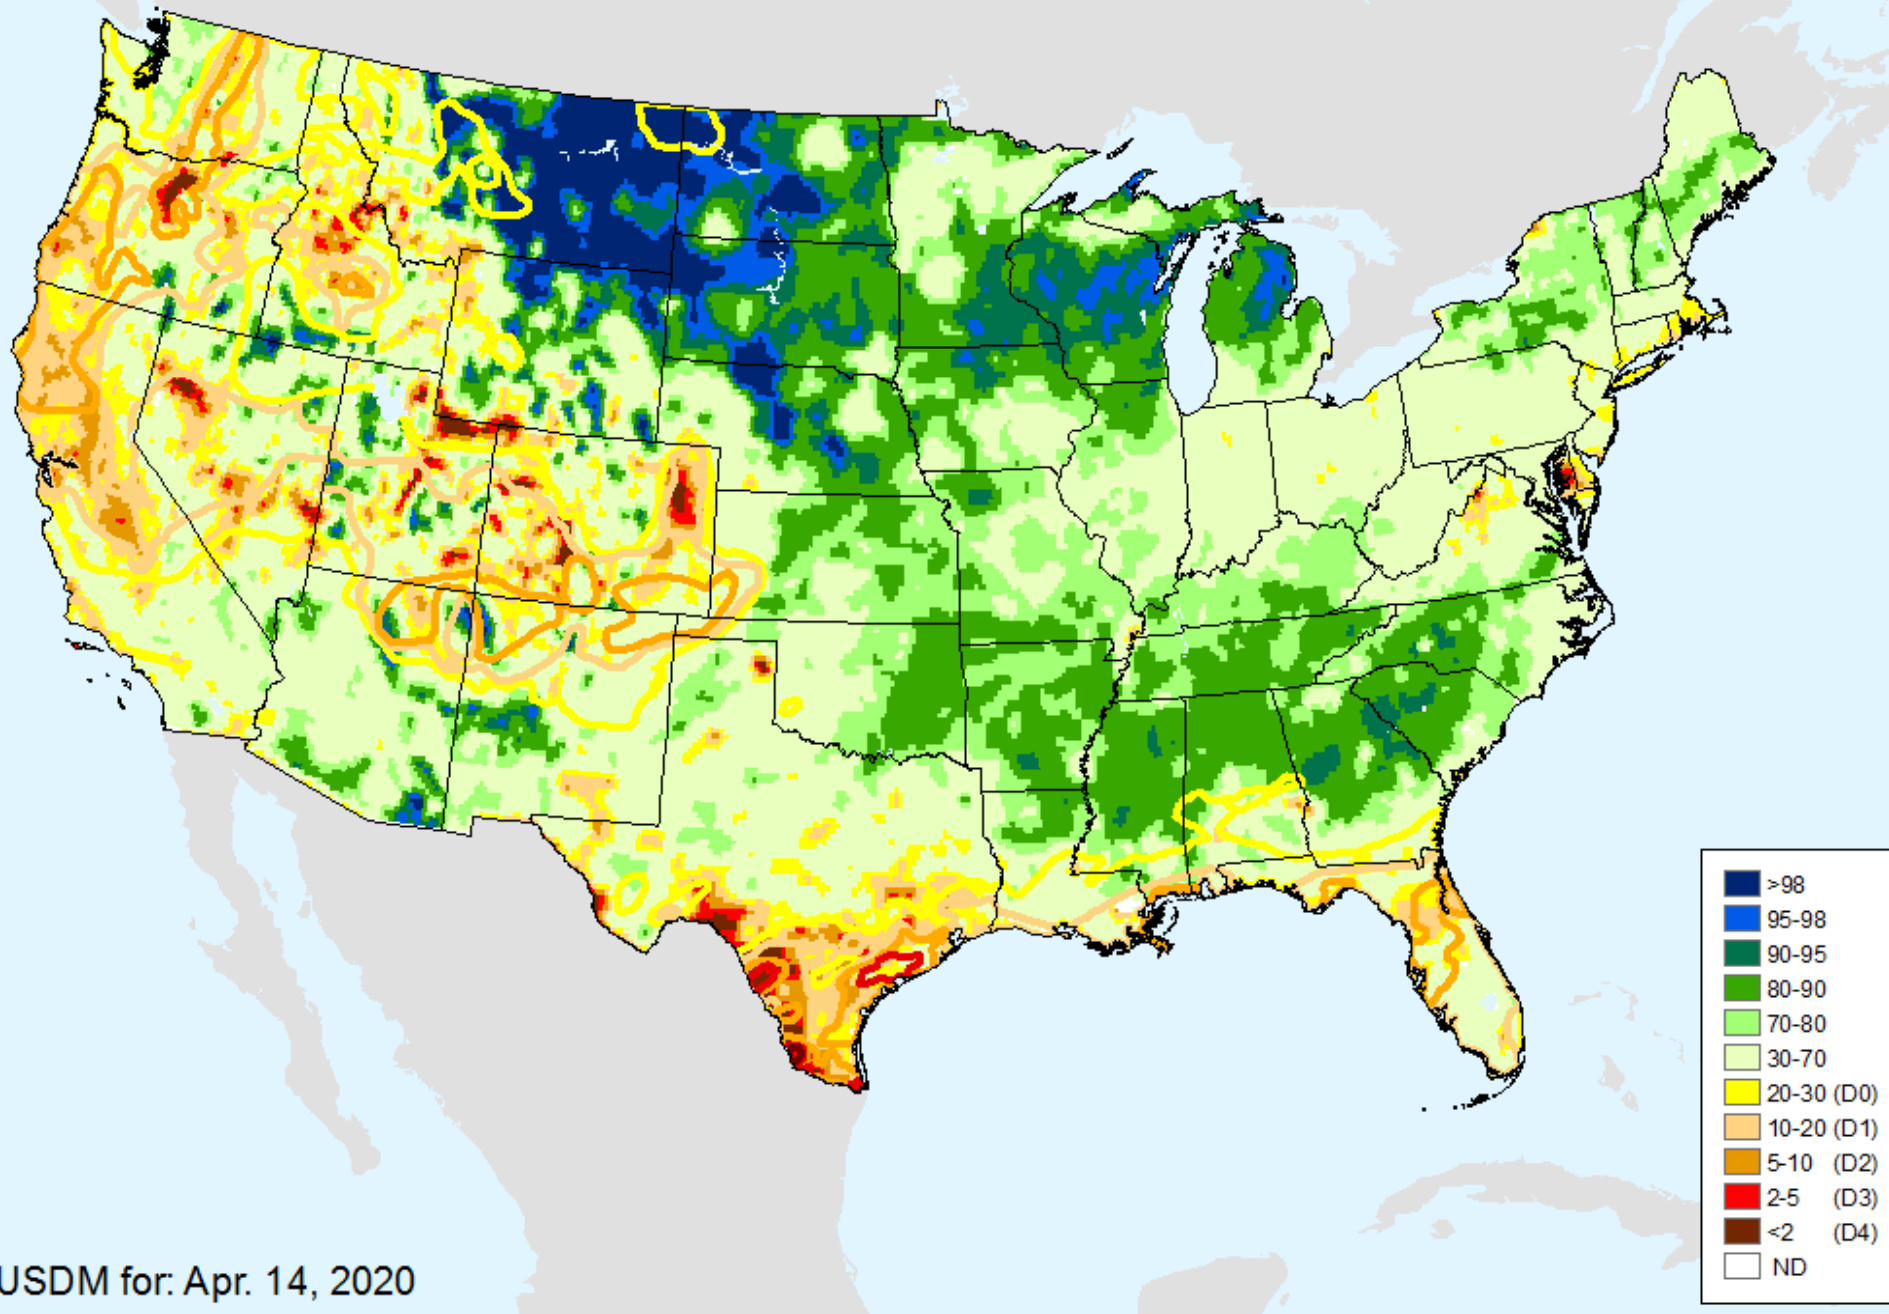 >98
95-98
90-95
80-90
70-80
30-70
20-30 (D0)
10-20 (D1)
5-10 (D2)
2-5 (D3)
<2 (D4)
ND
USDM for: Apr. 14, 2020